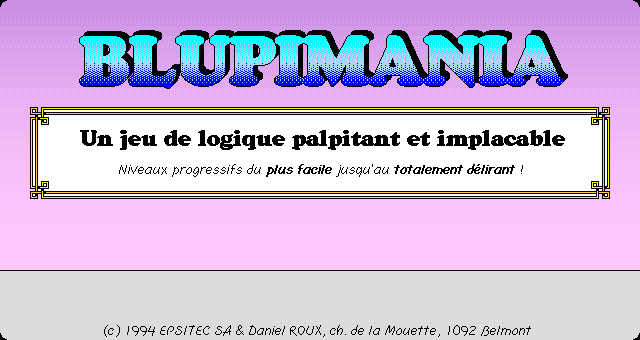 BLUPIMANIA
Un jeu de logique palpitant et implacable
Niveaux progressifs du plus facile jusqu'au totalement délirant !
(c) 1994 EPSITEC SA & Daniel ROUX, ch. de la Mouette, 1092 Belmont